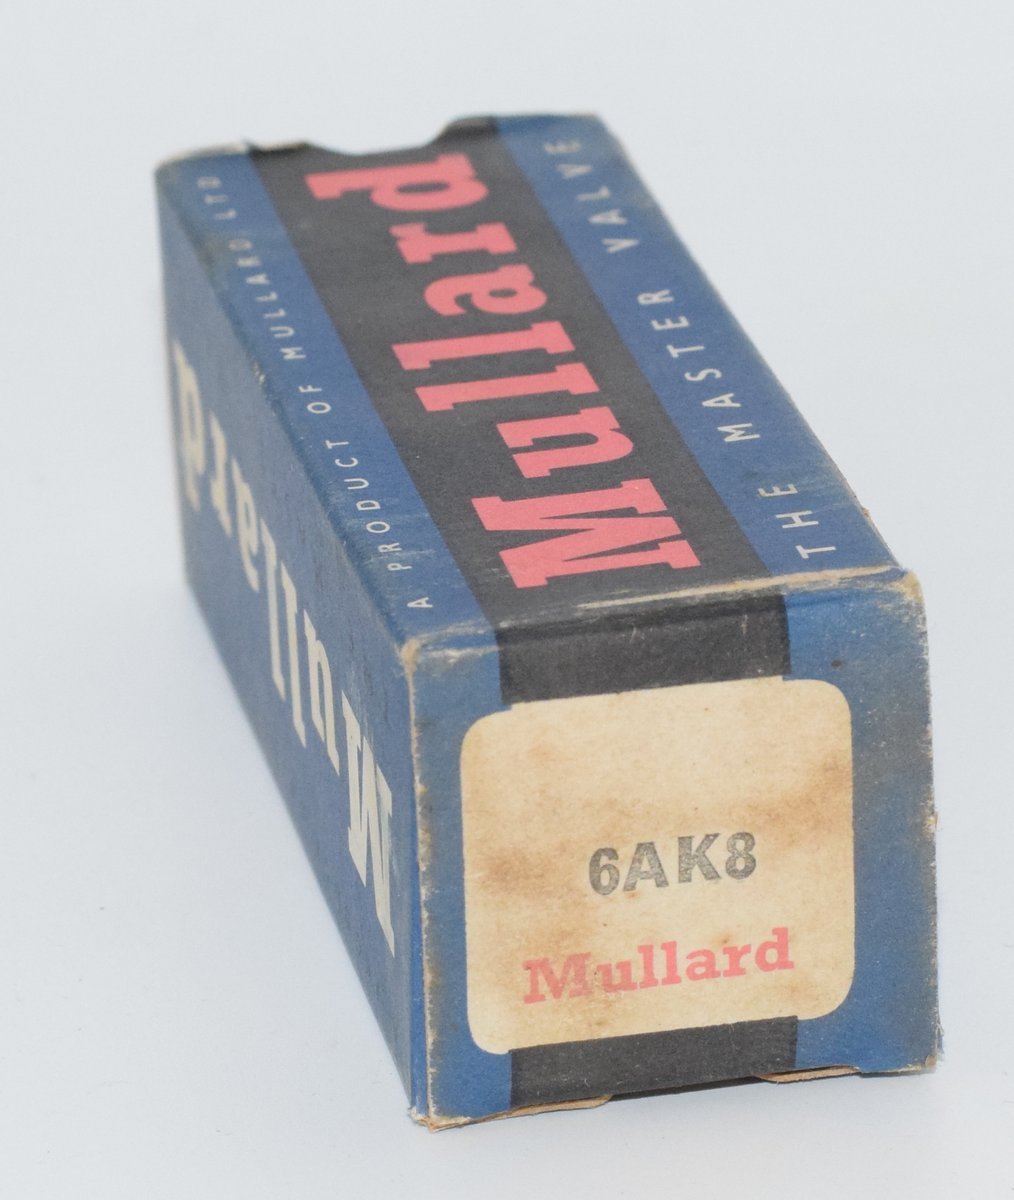 A PRODUCT OF MULLARD LTD
Mullard
THE MASTER VALVE
Mullard
6AK8
Mullard